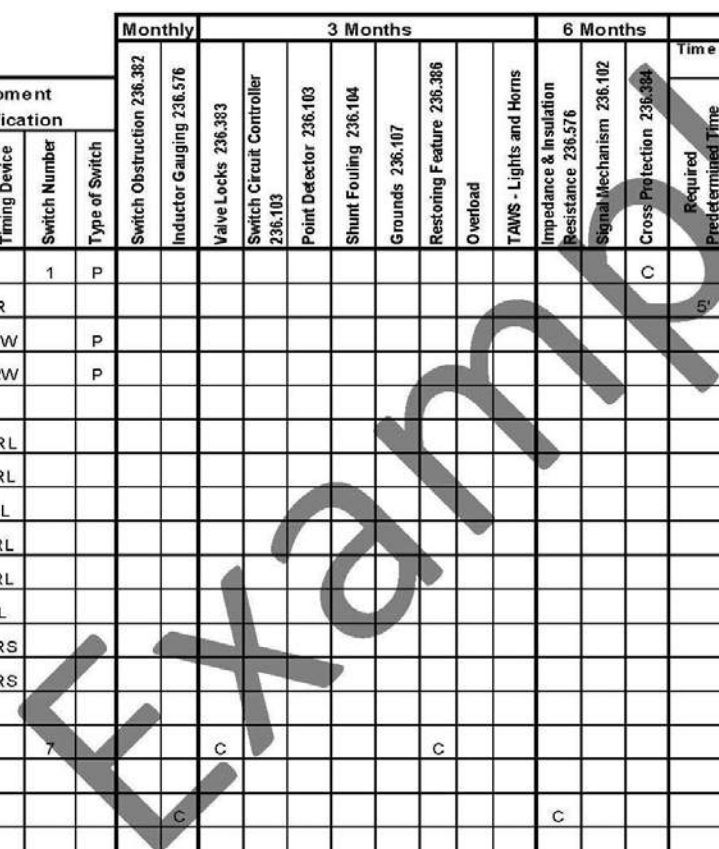 Monthly 3 Months 6 Months
Time
Switch Obstruction 236.382
Inductor Gauging 236.576
Valve Locks 236.383
Switch Circuit Controller
236.103
Point Detector 236.103
Shunt Fouling 236.104
Grounds 236.107
Restoring Feature 236.386
Overload
TAWS - Lights and Horns
Impedance & Insulation
Resistance 236.576
Signal Mechanism 236.102
Cross Protection 236.384
Required
Predetermined Time
Timing Device
Switch Number
Type of Switch
1 P C
R 5'
W P
W P
RL
RL
L
RL
RL
L
RS
RS
7 C C
C C
Exampl